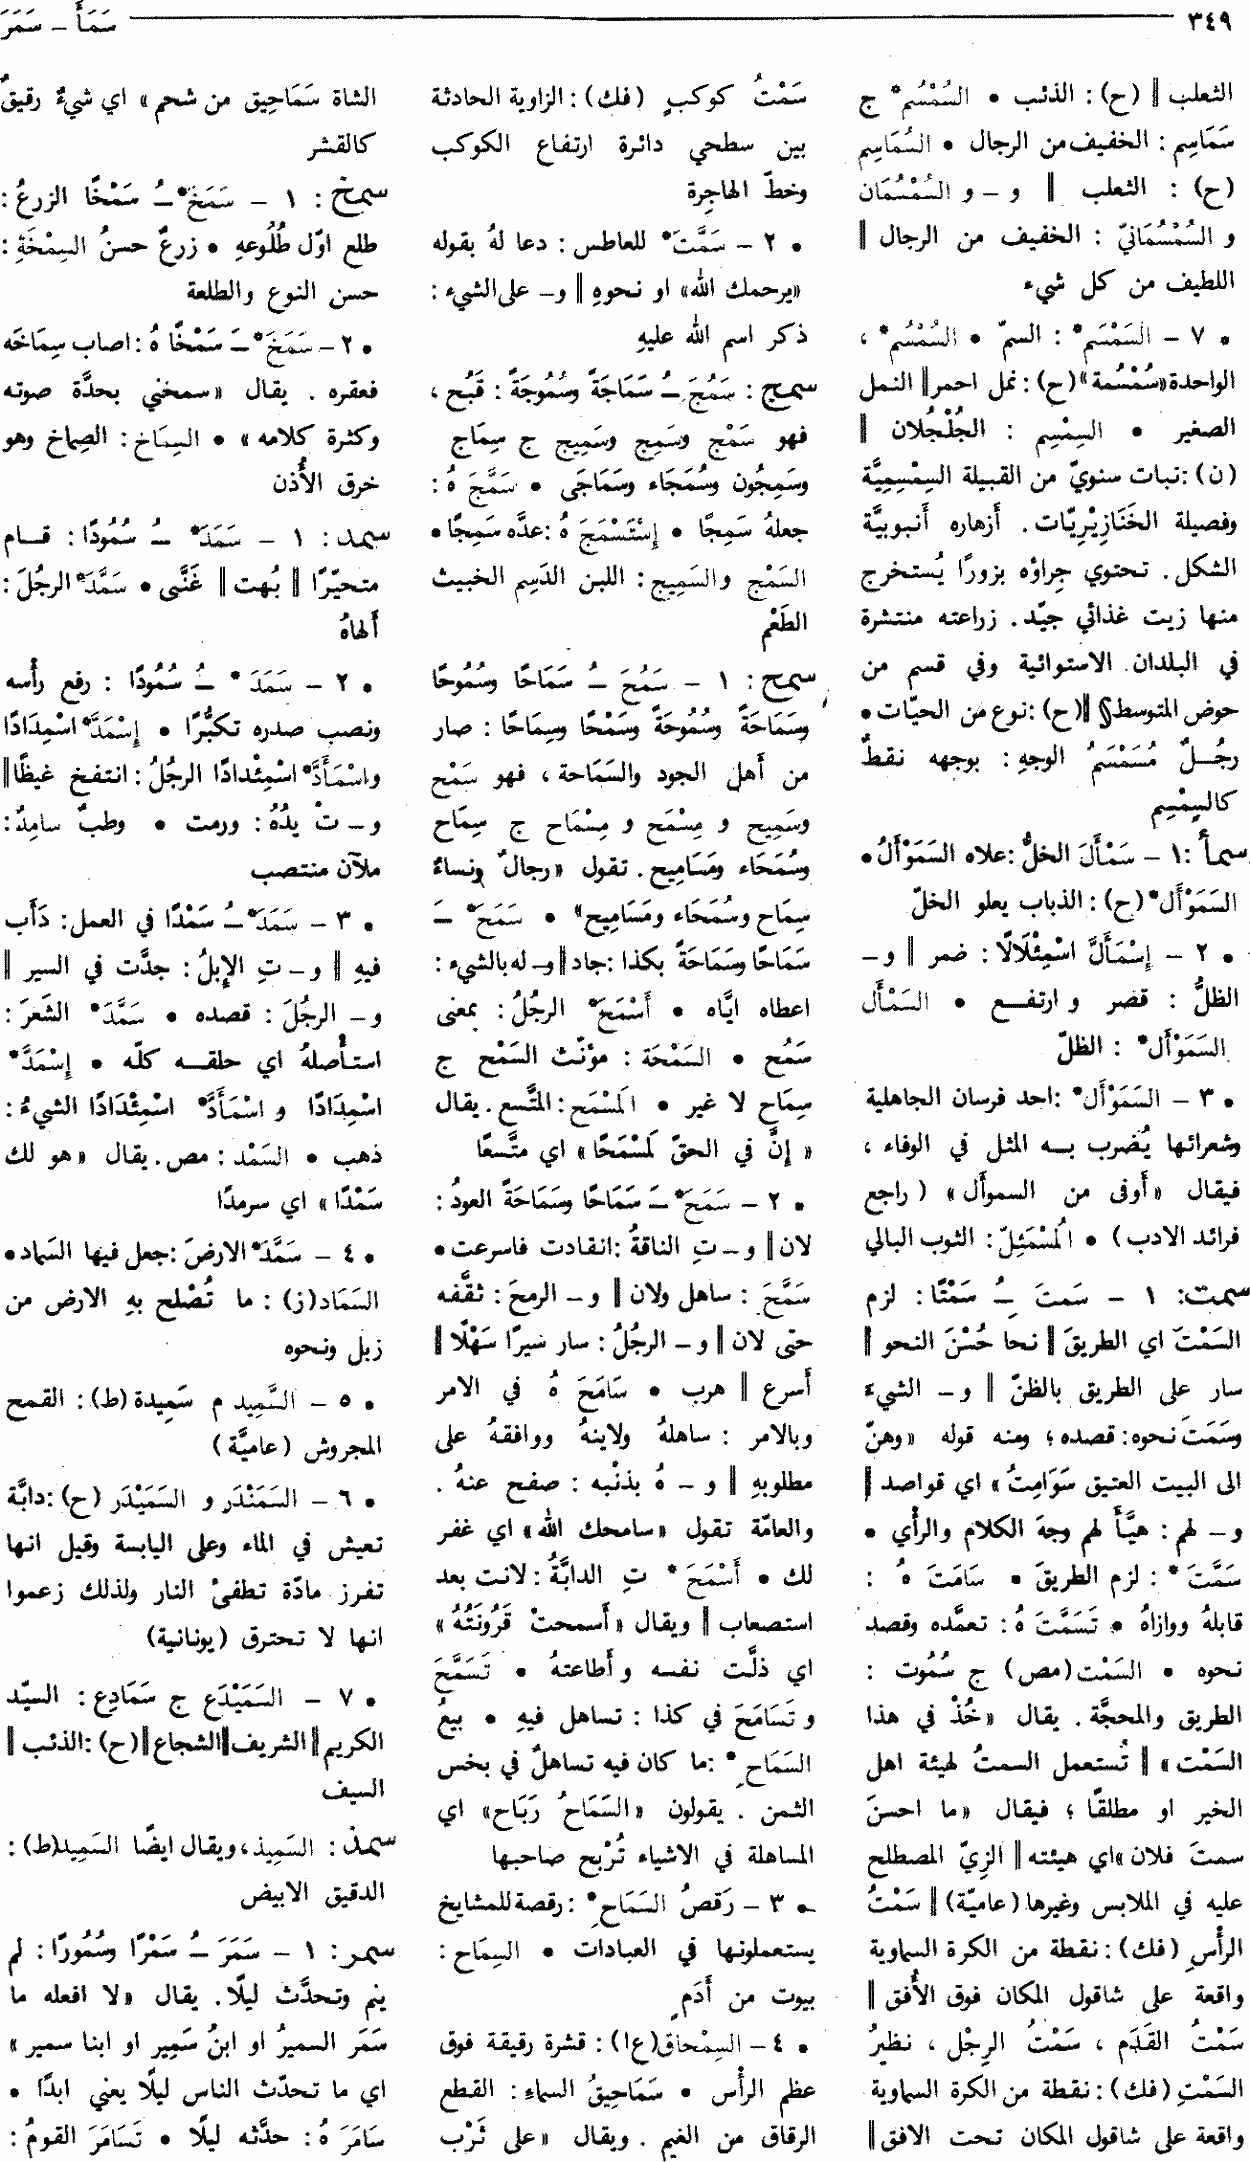 ٣٤٩
سَمَأَ – سَمَرَ
الثعلب ‖ (ح): الذئب • السُمْسُم* ج
سَمَاسِم: الخفيف من الرجال • السُمَاسِم
(ح): الثعلب ‖ و – و السُمْسُمَان
و السُمْسُمَانيّ: الخفيف من الرجال ‖
اللطيف من كل شيء
• ٧ – السَمْسَم*: السمّ • السُمْسُم*،
الواحدة «سُمْسُمة» (ح): نمل احمر ‖ النمل
الصغير • السِمْسِم: الجُلْجُلان ‖
(ن): نبات سنويّ من القبيلة السِمْسِمِيَّة
وفصيلة الخَنَازِيْرِيّات. أزهاره أنبوبيَّة
الشكل. تحتوي جِراؤه بزورًا يُستخرج
منها زيت غذائي جيّد. زراعته منتشرة
في البلدان الاستوائية وفي قسم من
حوض المتوسط § ‖ (ح): نوع من الحيّات •
رجُـلٌ مُسَمْسَمُ الوجهِ: بوجهه نقطٌ
كالسِمْسِم
سمأ: ١ – سَمْأَلَ الخلُّ: علاه السَمَوْأَلُ •
السَمَوْأَل* (ح): الذباب يعلو الخلّ
• ٢ – إسْمَأَلَّ اسْمِئْلَالًا: ضمر ‖ و –
الظلُّ: قصر وارتفـع • السَمْأَل
السَمَوْأَل*: الظلّ
• ٣ – السَمَوْأَل*: احد فرسان الجاهلية
وشعرائها يُضرب بـه المثل في الوفاء،
فيقال «أوفى من السموأل» (راجع
فرائد الادب) • المُسْمَئِلّ: الثوب البالي
سمت: ١ – سَمتَ ـُِ سَمْتًا: لزم
السَمْتَ اي الطريقَ ‖ نحا حُسْنَ النحو ‖
سار على الطريق بالظنّ ‖ و – الشيءَ
وسَمَتَ نحوه: قصده؛ ومنه قوله «وهنّ
الى البيت العتيق سَوَامِتُ» اي قواصد ‖
و – لهم: هيَّأ لهم وجهَ الكلام والرأي •
سَمَّتَ*: لزم الطريقَ • سَامَتَ هُ:
قابلهُ ووازاهُ • تَسَمَّتَ هُ: تعمَّده وقصد
نحوه • السَمْت (مص) ج سُمُوت:
الطريق والمحجَّة. يقال «خُذْ في هذا
السَمْت» ‖ تُستعمل السمتُ لهيئة اهل
الخير او مطلقًا؛ فيقال «ما احسنَ
سمتَ فلان» اي هيئته ‖ الزِيّ المصطلح
عليه في الملابس وغيرها (عاميّة) ‖ سَمْتُ
الرأْسِ (فك): نقطة من الكرة السماوية
واقعة على شاقول المكان فوق الأُفق ‖
سَمْتُ القَدَم، سَمْتُ الرِجْل، نظيرُ
السَمْتِ (فك): نقطة من الكرة السماوية
واقعة على شاقول المكان تحت الافق ‖
سَمْتُ كوكبٍ (فك): الزاوية الحادثة
بين سطحي دائرة ارتفاع الكوكب
وخطّ الهاجِرة
• ٢ – سَمَّتَ* للعاطس: دعا لهُ بقوله
«يرحمك الله» او نحوهِ ‖ و – على الشيء:
ذكر اسم الله عليهِ
سمج: سَمُجَ ـُ سَمَاجَةً وسُمُوجَةً: قَبُح،
فهو سَمْج وسَمِج وسَمِيج ج سِمَاج
وسَمِجُون وسُمَجَاء وسَمَاجَى • سَمَّجَ هُ:
جعلهُ سَمِجًا • إسْتَسْمَجَ هُ: عدَّه سَمِجًا •
السَمْج والسَمِيج: اللبن الدَسِم الخبيث
الطَعْم
سمح: ١ – سَمُحَ ـُ سَمَاحًا وسُمُوحًا
وسَمَاحَةً وسُمُوحَةً وسَمْحًا وسِمَاحًا: صار
من أهل الجود والسَمَاحة، فهو سَمْح
وسَمِيح و مِسْمَح و مِسْمَاح ج سِمَاح
وسُمَحَاء ومَسَامِيح. تقول «رجالٌ ونساءٌ
سِمَاح وسُمَحَاء ومَسَامِيح» • سَمَحَ* ـَ
سَمَاحًا وسَمَاحَةً بكذا: جاد ‖ و – له بالشيء:
اعطاه ايَّاه • أَسْمَحَ* الرجلُ: بمعنى
سَمُح • السَمْحَة: مؤنّث السَمْح ج
سِمَاح لا غير • المَسْمَح: المتَّسع. يقال
«إنَّ في الحقّ لَمَسْمَحًا» اي متَّسعًا
• ٢ – سَمَحَ* ـَ سَمَاحًا وسَمَاحَةً العودُ:
لان ‖ و – تِ الناقةُ: انقادت فاسرعت •
سَمَّحَ: ساهل ولان ‖ و – الرمحَ: ثقَّفه
حتى لان ‖ و – الرجُلُ: سار سيرًا سَهْلًا ‖
أسرع ‖ هرب • سَامَحَ هُ في الامر
وبالامر: ساهلهُ ولاينهُ ووافقهُ على
مطلوبهِ ‖ و – هُ بذنْبه: صفح عنهُ.
والعامّة تقول «سامحك الله» اي غفر
لك • أَسْمَحَ* تِ الدابَّةُ: لانت بعد
استصعاب ‖ ويقال «أسمحتْ قَرُونَتُهُ»
اي ذلَّت نفسه وأطاعتهُ • تَسَمَّحَ
و تَسَامَحَ في كذا: تساهل فيهِ • بيعُ
السَمَاحِ*: ما كان فيه تساهلٌ في بخس
الثمن. يقولون «السَمَاحُ رَبَاح» اي
المساهلة في الاشياء تُرْبح صاحبها
• ٣ – رَقصُ السَمَاحِ*: رقصة للمشايخ
يستعملونها في العبادات • السِمَاح:
بيوت من أَدَمٍ
• ٤ – السِمْحاق (ع ا): قشرة رقيقة فوق
عظم الرأْس • سَمَاحِيقُ السماءِ: القطع
الرقاق من الغيم. ويقال «على ثَرْب
الشاة سَمَاحِيق من شحم» اي شيءٌ رقيقٌ
كالقشر
سمخ: ١ – سَمَخَ* ـُ سَمْخًا الزرعُ:
طلع اوّل طُلُوعهِ • زرعٌ حسنُ السِمْخَةِ:
حسن النوع والطلعة
• ٢ – سَمَخَ* ـَ سَمْخًا هُ: اصاب سِمَاخَه
فعقره. يقال «سمخني بحدَّة صوته
وكثرة كلامه» • السِمَاخ: الصِماخ وهو
خرق الأُذن
سمد: ١ – سَمَدَ* ـُ سُمُودًا: قـام
متحيّرًا ‖ بُهت ‖ غَنَّى • سَمَّدَ* الرجُلَ:
أَلهاهُ
• ٢ – سَمَدَ* ـُ سُمُودًا: رفع رأْسه
ونصب صدره تكبُّرًا • إسْمَدَّ* اسْمِدَادًا
واسْمَأَدَّ* اسْمِئْدادًا الرجُلُ: انتفخ غيظًا ‖
و – تْ يدُهُ: ورمت • وطبٌ سامِدٌ:
ملآن منتصب
• ٣ – سَمَدَ* ـُ سَمْدًا في العمل: دَأَب
فيهِ ‖ و – تِ الإبلُ: جدَّت في السير ‖
و – الرجُلَ: قصده • سَمَّدَ* الشعَرَ:
استأْصلهُ اي حلقـه كلّه • إسْمَدَّ*
اسْمِدَادًا و اسْمَأَدَّ* اسْمِئْدَادًا الشيءُ:
ذهب • السَمْد: مص. يقال «هو لك
سَمْدًا» اي سرمدًا
• ٤ – سَمَّدَ* الارضَ: جعل فيها السَماد •
السَمَاد (ز): ما تُصْلح بهِ الارض من
زبل ونحوه
• ٥ – السَّمِيد م سَمِيدة (ط): القمح
المجروش (عاميَّة)
• ٦ – السَمَنْدَر و السَمَيْدَر (ح): دابَّة
تعيش في الماء وعلى اليابسة وقيل انها
تفرز مادّة تطفئُ النار ولذلك زعموا
انها لا تحترق (يونانية)
• ٧ – السَمَيْدَع ج سَمَادِع: السيّد
الكريم ‖ الشريف ‖ الشجاع ‖ (ح): الذئب ‖
السيف
سمذ: السَمِيذ، ويقال ايضًا السَمِيد (ط):
الدقيق الابيض
سمر: ١ – سَمَرَ ـُ سَمْرًا وسُمُورًا: لم
ينم وتحدَّث ليلًا. يقال «لا افعله ما
سَمَرَ السميرُ او ابنُ سَمِير او ابنا سمير»
اي ما تحدّث الناس ليلًا يعني ابدًا •
سَامَرَ هُ: حدَّثه ليلًا • تَسَامَرَ القومُ: